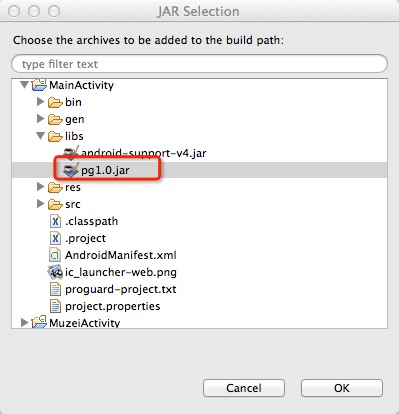 JAR Selection
Choose the archives to be added to the build path:
type filter text
MainActivity
bin
gen
libs
android-support-v4.jar
pg1.0.jar
res
src
.classpath
.project
AndroidManifest.xml
ic_launcher-web.png
proguard-project.txt
project.properties
MuzeiActivity
Cancel OK